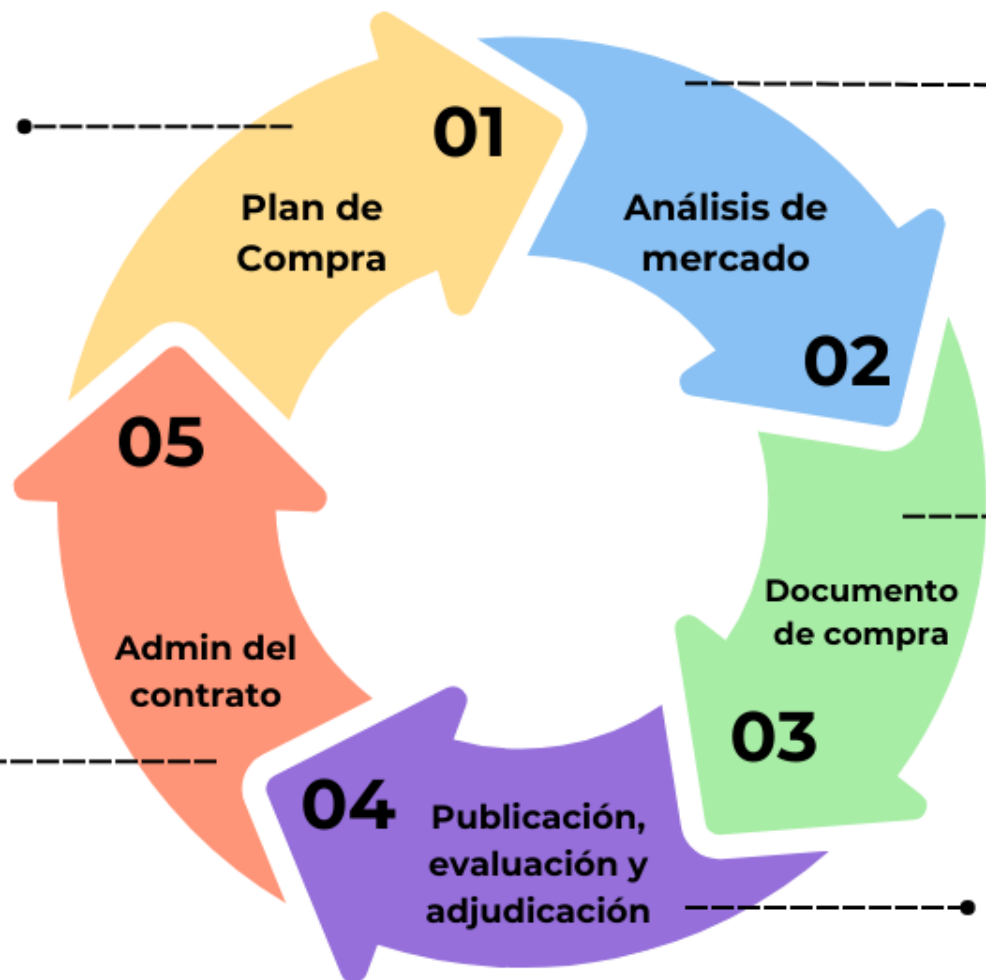 01
Plan de
Compra
Análisis de
mercado
02
Documento
de compra
03
04
Publicación,
evaluación y
adjudicación
05
Admin del
contrato